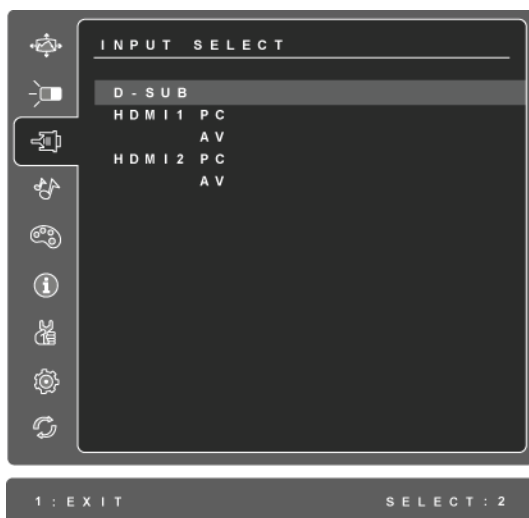 INPUT SELECT
D-SUB
HDMI1 PC
AV
HDMI2 PC
AV
1:EXIT SELECT:2